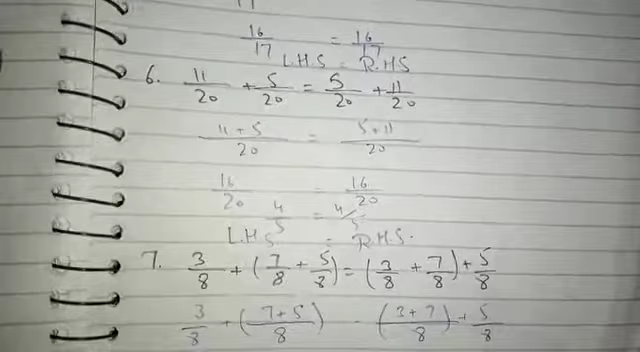 16/17 = 16/17
L.H.S = R.H.S
6. 11/20 + 5/20 = 5/20 + 11/20
11+5/20 = 5+11/20
16/20 = 16/20
4/5 = 4/5
L.H.S = R.H.S.
7. 3/8 + (7/8 + 5/8) = (3/8 + 7/8) + 5/8
3/8 + (7+5/8) - (3+7/8) + 5/8